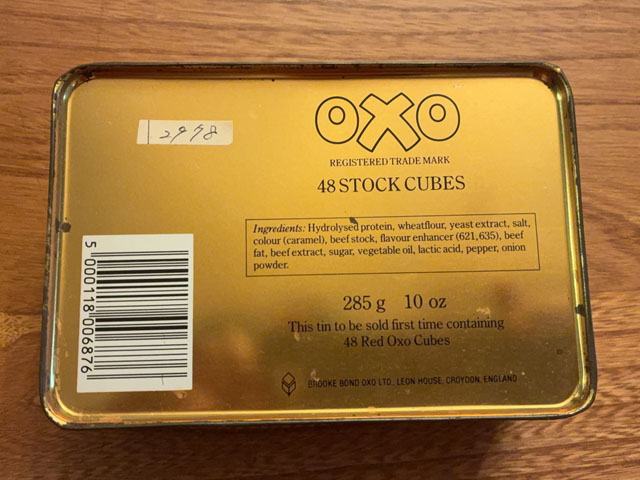 2998
OXO
REGISTERED TRADE MARK
48 STOCK CUBES
Ingredients: Hydrolysed protein, wheatflour, yeast extract, salt,
colour (caramel), beef stock, flavour enhancer (621,635), beef
fat, beef extract, sugar, vegetable oil, lactic acid, pepper, onion
powder.
285 g 10 oz
This tin to be sold first time containing
48 Red Oxo Cubes
BROOKE BOND OXO LTD., LEON HOUSE, CROYDON, ENGLAND
5 000118 006876